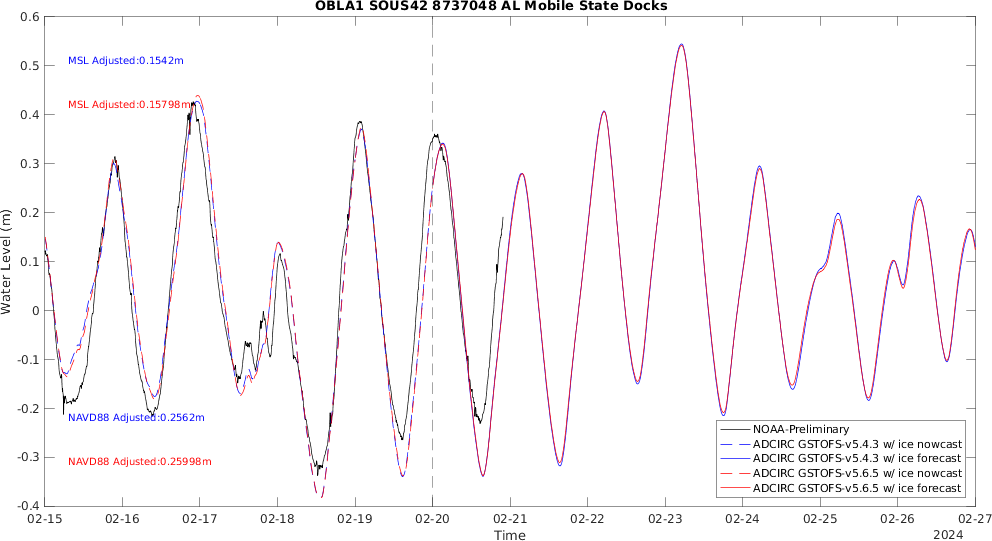 OBLA1 SOUS42 8737048 AL Mobile State Docks
0.6
0.5
0.4
0.3
0.2
0.1
0
-0.1
-0.2
-0.3
-0.4
Water Level (m)
MSL Adjusted:0.1542m
MSL Adjusted:0.15798m
NAVD88 Adjusted:0.2562m
NAVD88 Adjusted:0.25998m
NOAA-Preliminary
ADCIRC GSTOFS-v5.4.3 w/ ice nowcast
ADCIRC GSTOFS-v5.4.3 w/ ice forecast
ADCIRC GSTOFS-v5.6.5 w/ ice nowcast
ADCIRC GSTOFS-v5.6.5 w/ ice forecast
02-15 02-16 02-17 02-18 02-19 02-20 02-21 02-22 02-23 02-24 02-25 02-26 02-27
Time
2024